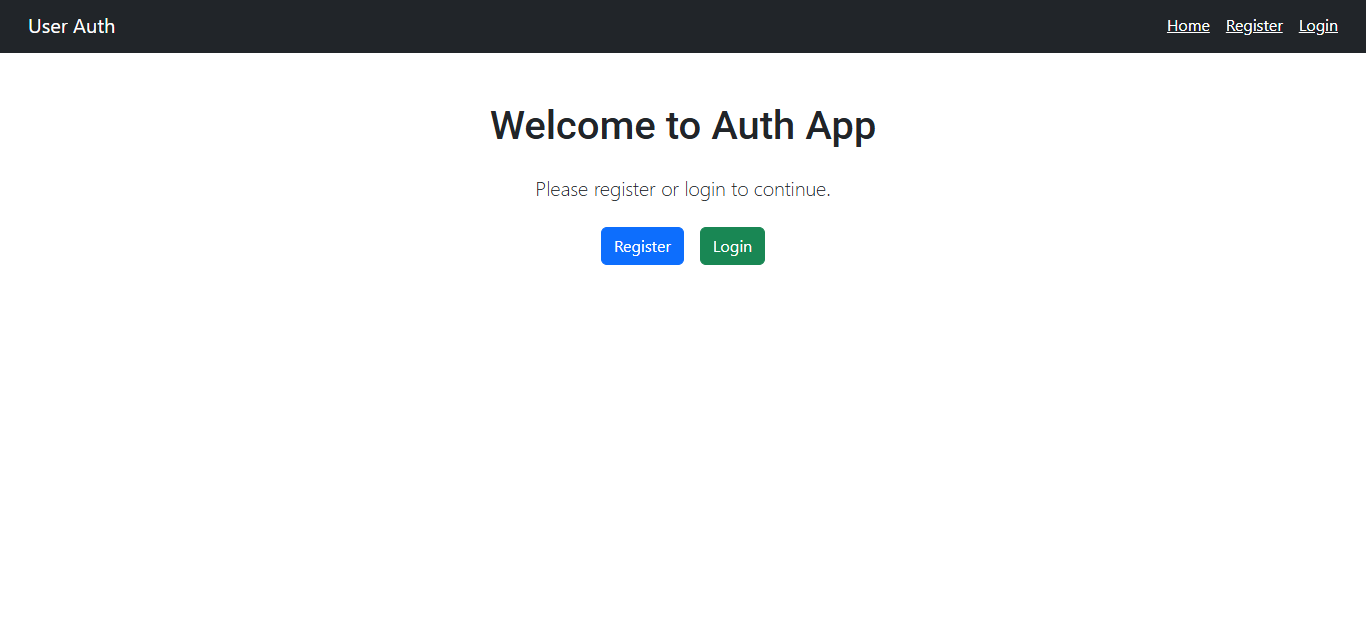 User Auth Home Register Login
Welcome to Auth App
Please register or login to continue.
Register Login